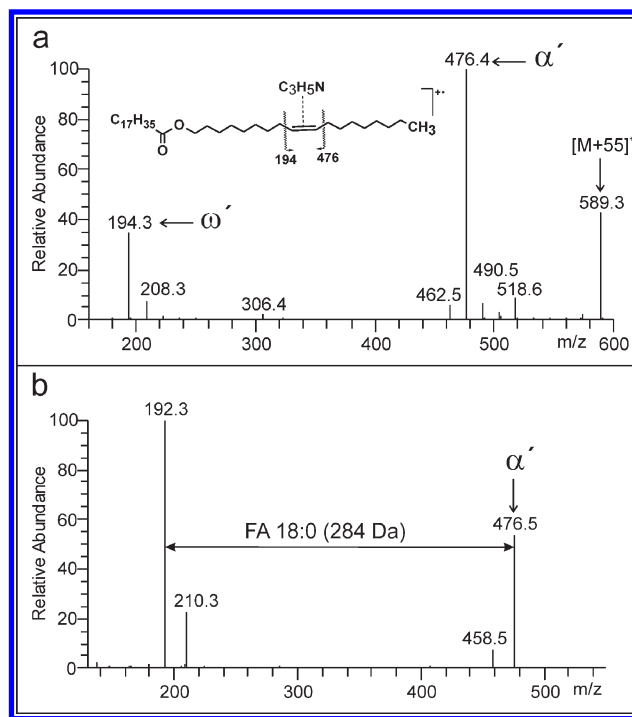 a
α´
100
476.4
C3H5N
+·
C17H35
O
O
CH3
194
476
[M+55]+
80
60
589.3
194.3
ω´
40
20
208.3
306.4
462.5
490.5
518.6
0
200
300
400
500
m/z
600
Relative Abundance
b
100
192.3
80
α´
FA 18:0 (284 Da)
476.5
60
40
210.3
20
458.5
0
200
300
400
500
m/z
Relative Abundance